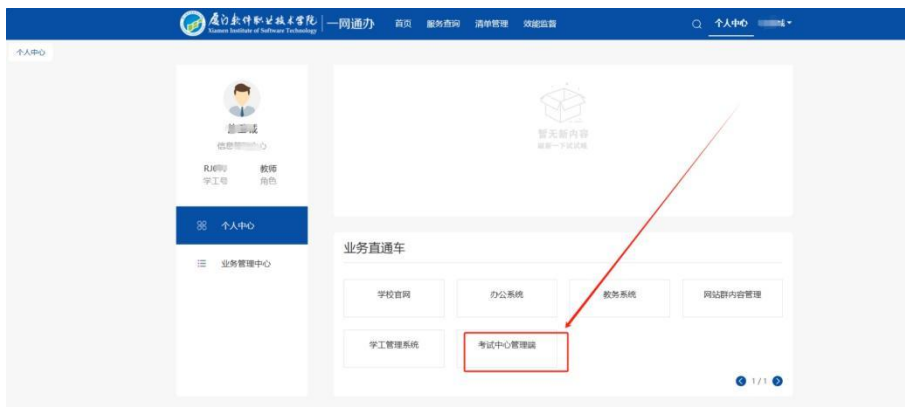 厦门软件职业技术学院 一网通办 首页 服务查询 清单管理 效能监督 个人中心
Xiamen Institute of Software Technology
个人中心
暂无新内容
教师
学工号 角色
个人中心
业务管理中心
业务直通车
学校官网 办公系统 教务系统 网站群内容管理
学工管理系统 考试中心管理端
1/1